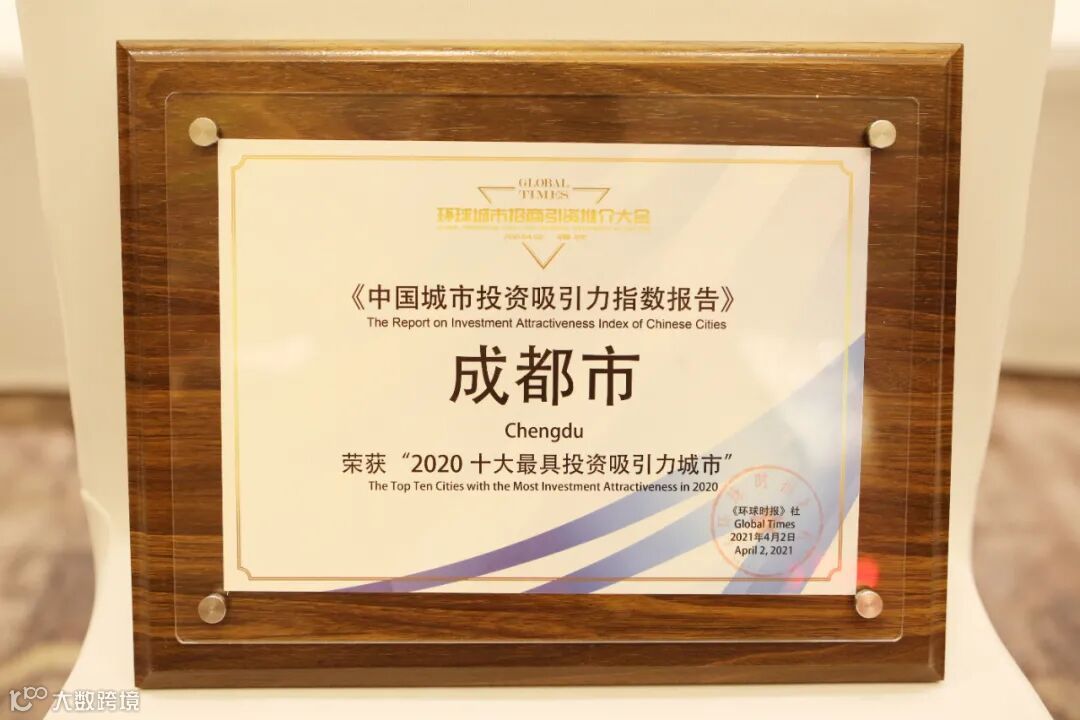 GLOBAL
TIMES
环球城市招商引资推介大会
《中国城市投资吸引力指数报告》
The Report on Investment Attractiveness Index of Chinese Cities
成都市
Chengdu
荣获“2020 十大最具投资吸引力城市”
The Top Ten Cities with the Most Investment Attractiveness in 2020
《环球时报》社
Global Times
2021年4月2日
April 2, 2021
大数跨境